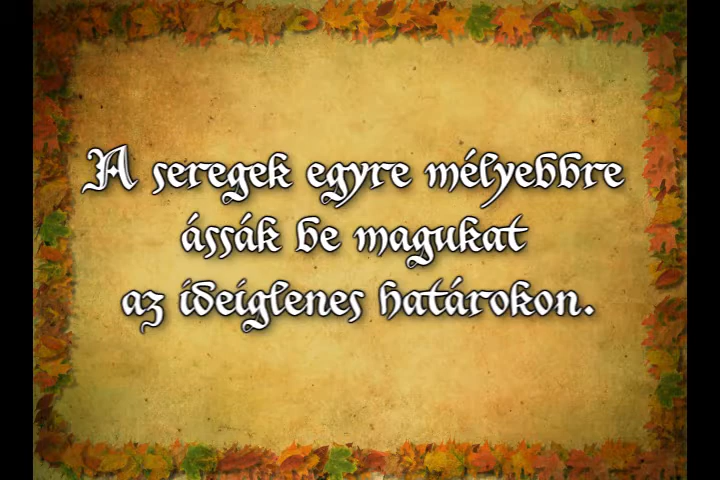 A seregek egyre mélyebbre
ássák be magukat
az ideiglenes határokon.